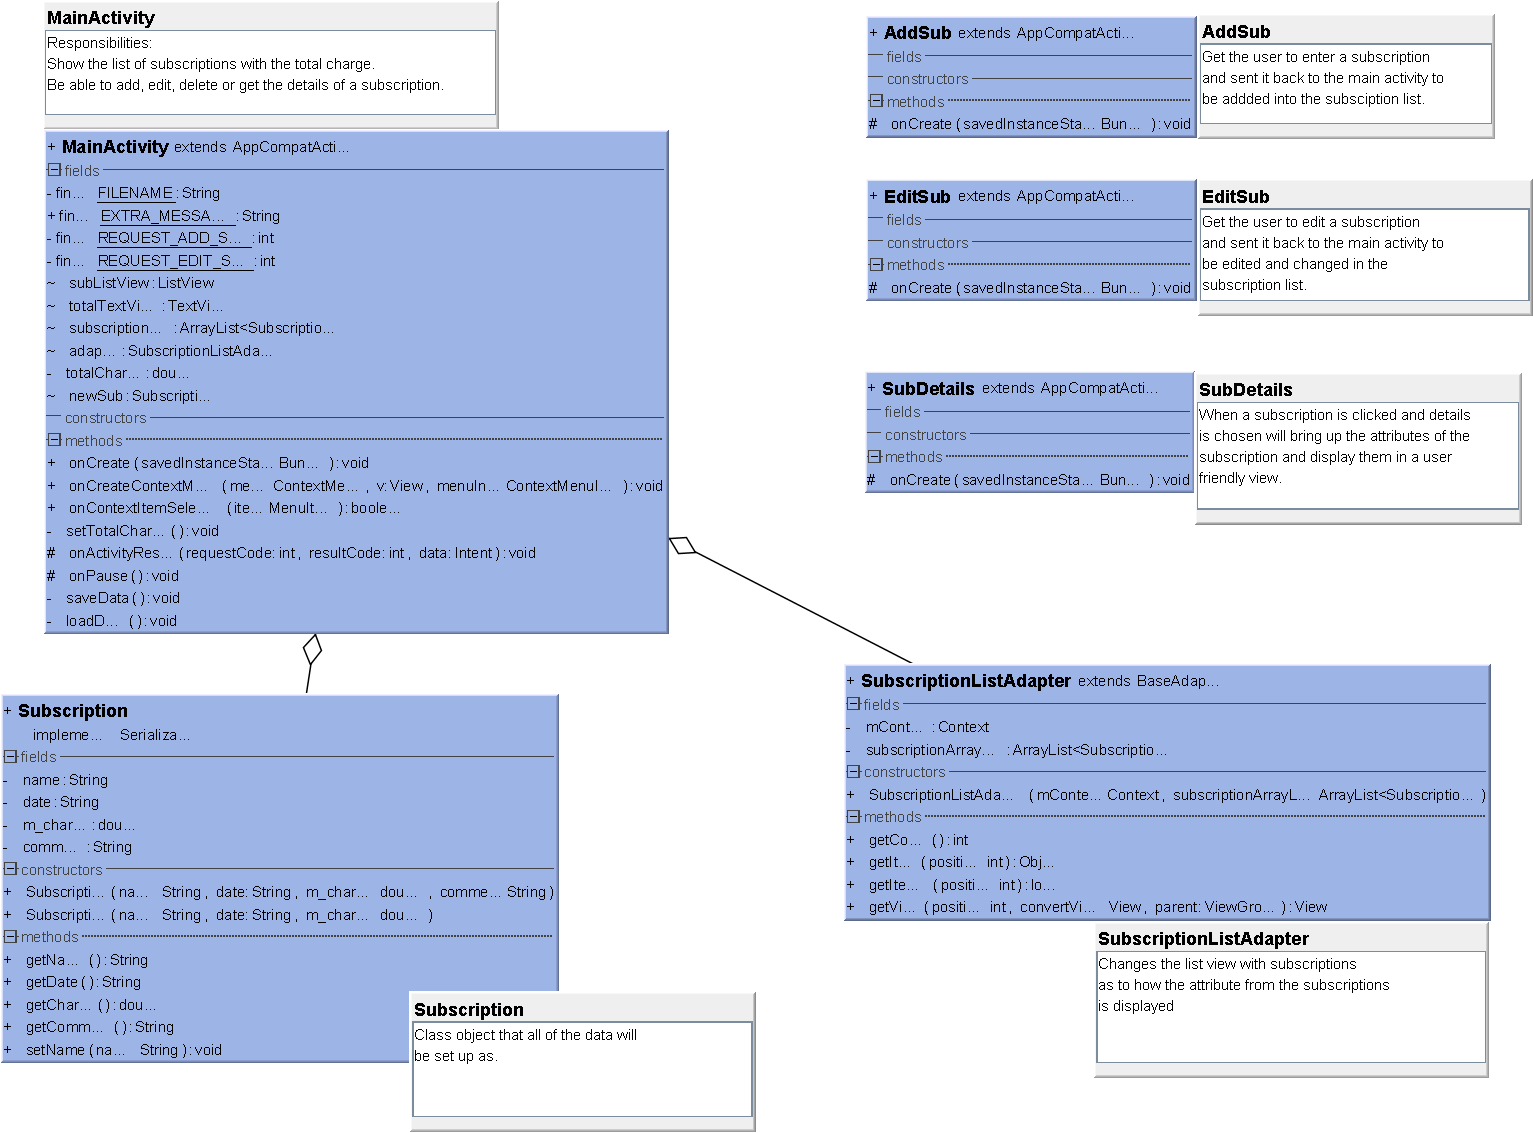 MainActivity
Responsibilities:
Show the list of subscriptions with the total charge.
Be able to add, edit, delete or get the details of a subscription.
+ MainActivity extends AppCompatActi...
fields
- fin... FILENAME : String
+ fin... EXTRA_MESSA... : String
- fin... REQUEST_ADD_S... : int
- fin... REQUEST_EDIT_S... : int
~ subListView : ListView
~ totalTextVi... : TextVi...
~ subscription... : ArrayList<Subscriptio...
~ adap... : SubscriptionListAda...
- totalChar... : dou...
~ newSub : Subscripti...
constructors
methods
+ onCreate ( savedInstanceSta... Bun... ) : void
+ onCreateContextM... ( me... ContextMe... , v: View , menuIn... ContextMenuI... ) : void
+ onContextItemSele... ( ite... MenuIt... ) : boole...
- setTotalChar... ( ) : void
# onActivityRes... ( requestCode: int , resultCode: int , data: Intent ) : void
# onPause ( ) : void
- saveData ( ) : void
- loadD... ( ) : void
+ AddSub extends AppCompatActi...
fields
constructors
methods
# onCreate ( savedInstanceSta... Bun... ) : void
AddSub
Get the user to enter a subscription
and sent it back to the main activity to
be addded into the subsciption list.
+ EditSub extends AppCompatActi...
fields
constructors
methods
# onCreate ( savedInstanceSta... Bun... ) : void
EditSub
Get the user to edit a subscription
and sent it back to the main activity to
be edited and changed in the
subscription list.
+ SubDetails extends AppCompatActi...
fields
constructors
methods
# onCreate ( savedInstanceSta... Bun... ) : void
SubDetails
When a subscription is clicked and details
is chosen will bring up the attributes of the
subscription and display them in a user
friendly view.
+ Subscription
impleme... Serializa...
fields
- name : String
- date : String
- m_char... : dou...
- comm... : String
constructors
+ Subscripti... ( na... String , date: String , m_char... dou... , comme... String )
+ Subscripti... ( na... String , date: String , m_char... dou... )
methods
+ getNa... ( ) : String
+ getDate ( ) : String
+ getChar... ( ) : dou...
+ getComm... ( ) : String
+ setName ( na... String ) : void
Subscription
Class object that all of the data will
be set up as.
+ SubscriptionListAdapter extends BaseAdap...
fields
- mCont... : Context
- subscriptionArray... : ArrayList<Subscriptio...
constructors
+ SubscriptionListAda... ( mConte... Context , subscriptionArrayL... ArrayList<Subscriptio... )
methods
+ getCo... ( ) : int
+ getIt... ( positi... int ) : Obj...
+ getIte... ( positi... int ) : lo...
+ getVi... ( positi... int , convertVi... View , parent: ViewGro... ) : View
SubscriptionListAdapter
Changes the list view with subscriptions
as to how the attribute from the subscriptions
is displayed